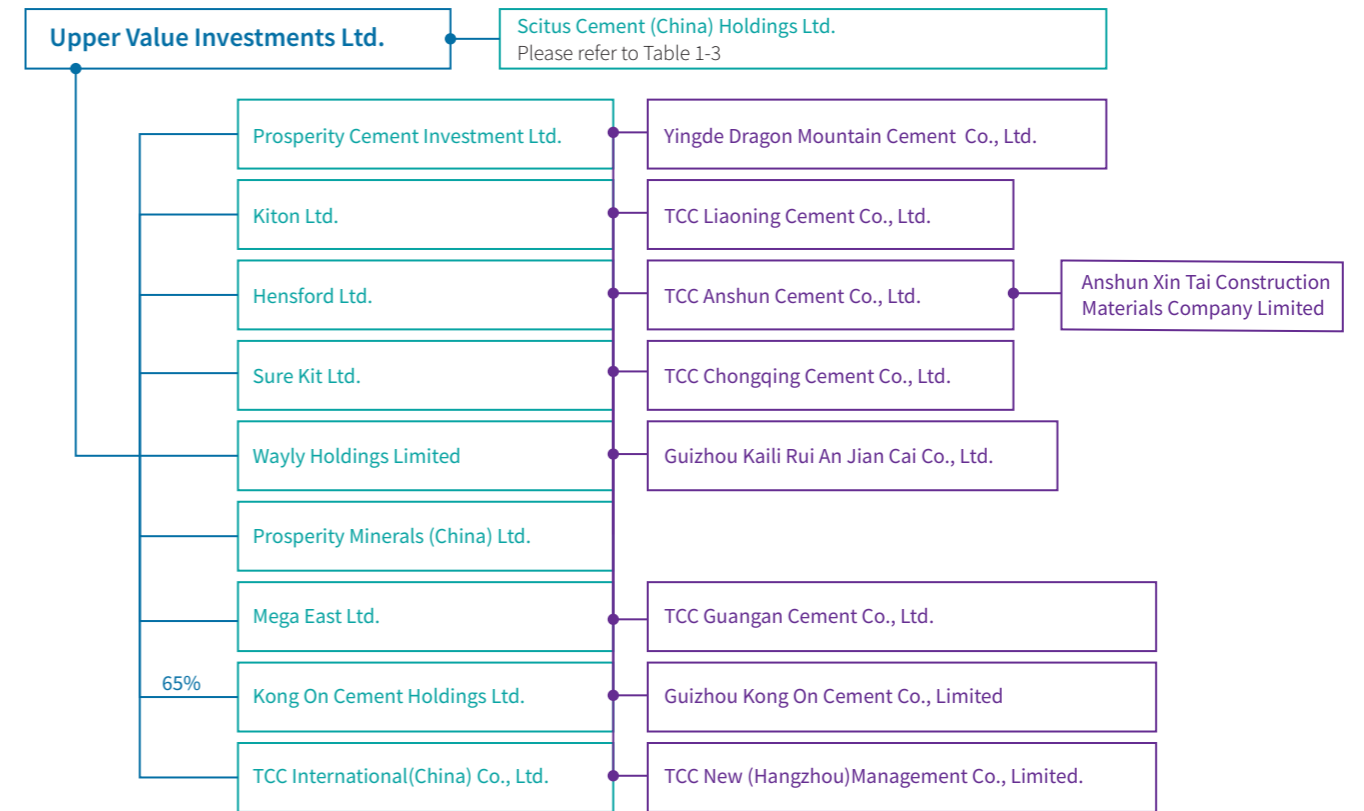 Upper Value Investments Ltd.
Scitus Cement (China) Holdings Ltd.
Please refer to Table 1-3
Prosperity Cement Investment Ltd.
Yingde Dragon Mountain Cement Co., Ltd.
Kiton Ltd.
TCC Liaoning Cement Co., Ltd.
Hensford Ltd.
TCC Anshun Cement Co., Ltd.
Anshun Xin Tai Construction
Materials Company Limited
Sure Kit Ltd.
TCC Chongqing Cement Co., Ltd.
Wayly Holdings Limited
Guizhou Kaili Rui An Jian Cai Co., Ltd.
Prosperity Minerals (China) Ltd.
Mega East Ltd.
TCC Guangan Cement Co., Ltd.
65%
Kong On Cement Holdings Ltd.
Guizhou Kong On Cement Co., Limited
TCC International(China) Co., Ltd.
TCC New (Hangzhou)Management Co., Limited.